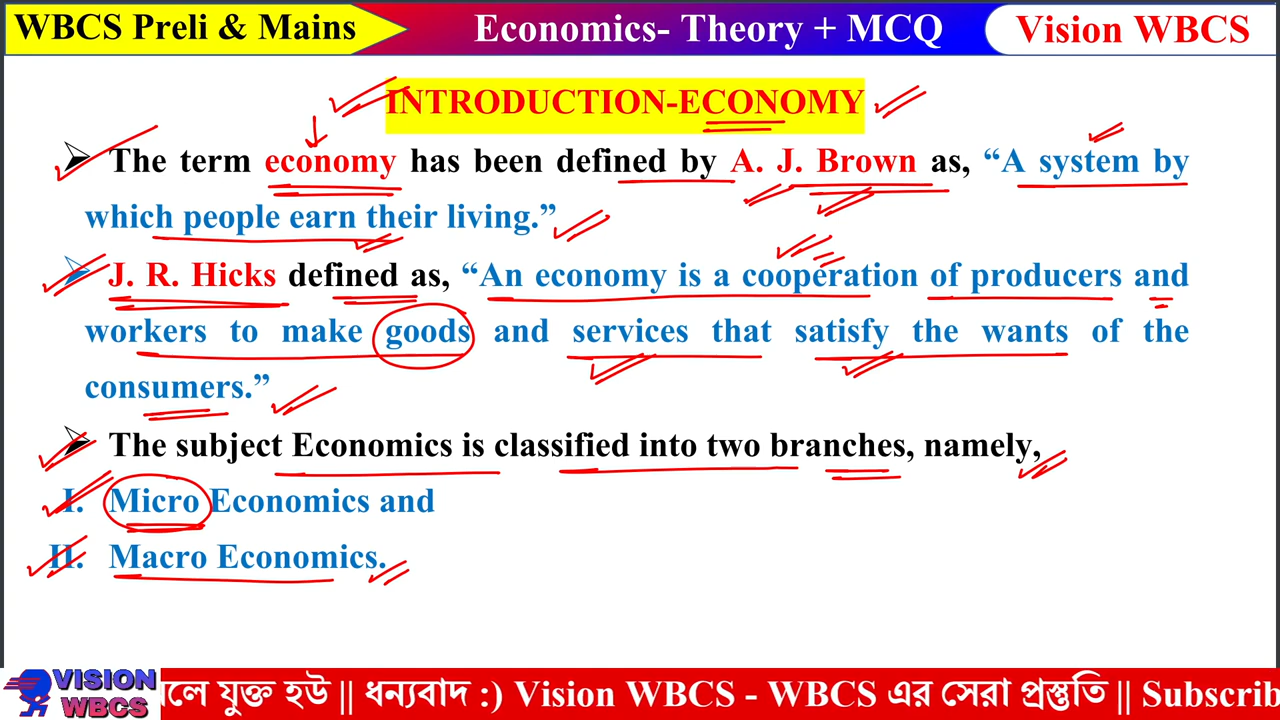 WBCS Preli & Mains
Economics- Theory + MCQ
Vision WBCS
INTRODUCTION-ECONOMY
The term economy has been defined by A. J. Brown as, “A system by
which people earn their living.”
J. R. Hicks defined as, “An economy is a cooperation of producers and
workers to make goods and services that satisfy the wants of the
consumers.”
The subject Economics is classified into two branches, namely,
I. Micro Economics and
II. Macro Economics.
VISION
WBCS
যুক্ত হউ || ধন্যবাদ :) Vision WBCS - WBCS এর সেরা প্রস্তুতি || Subscrib